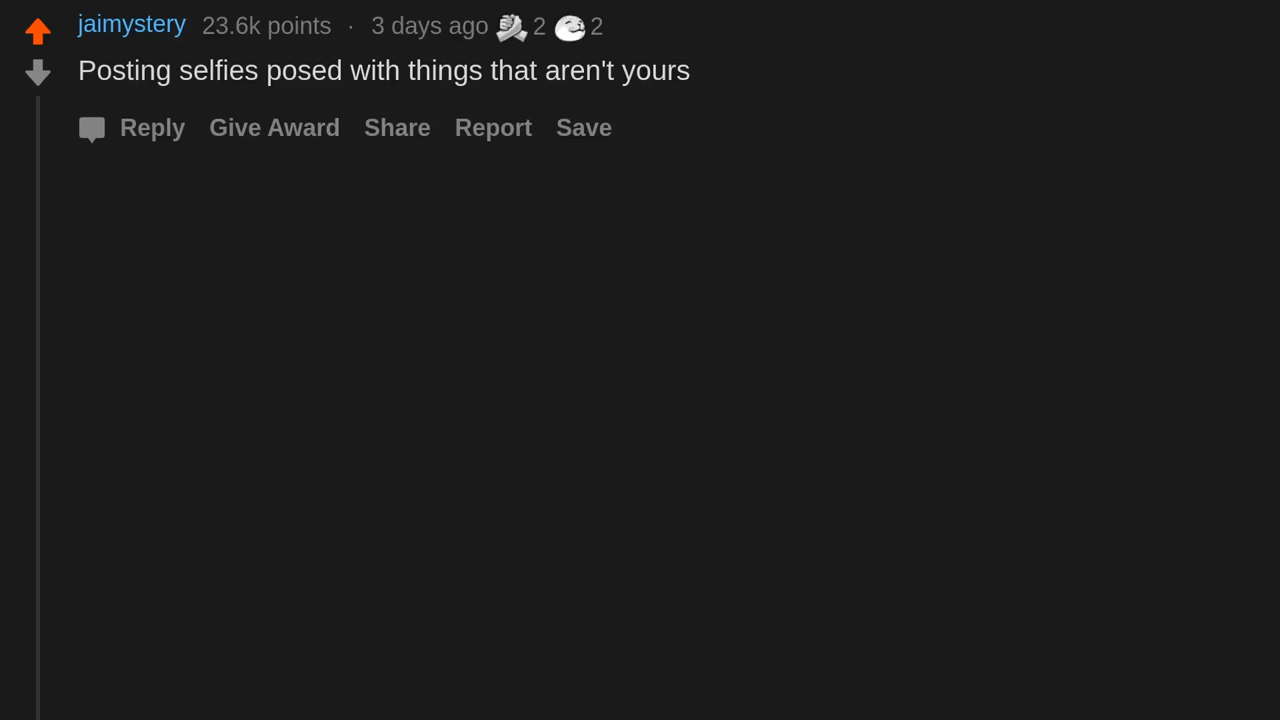 jaimystery 23.6k points · 3 days ago 2 2
Posting selfies posed with things that aren't yours
Reply Give Award Share Report Save